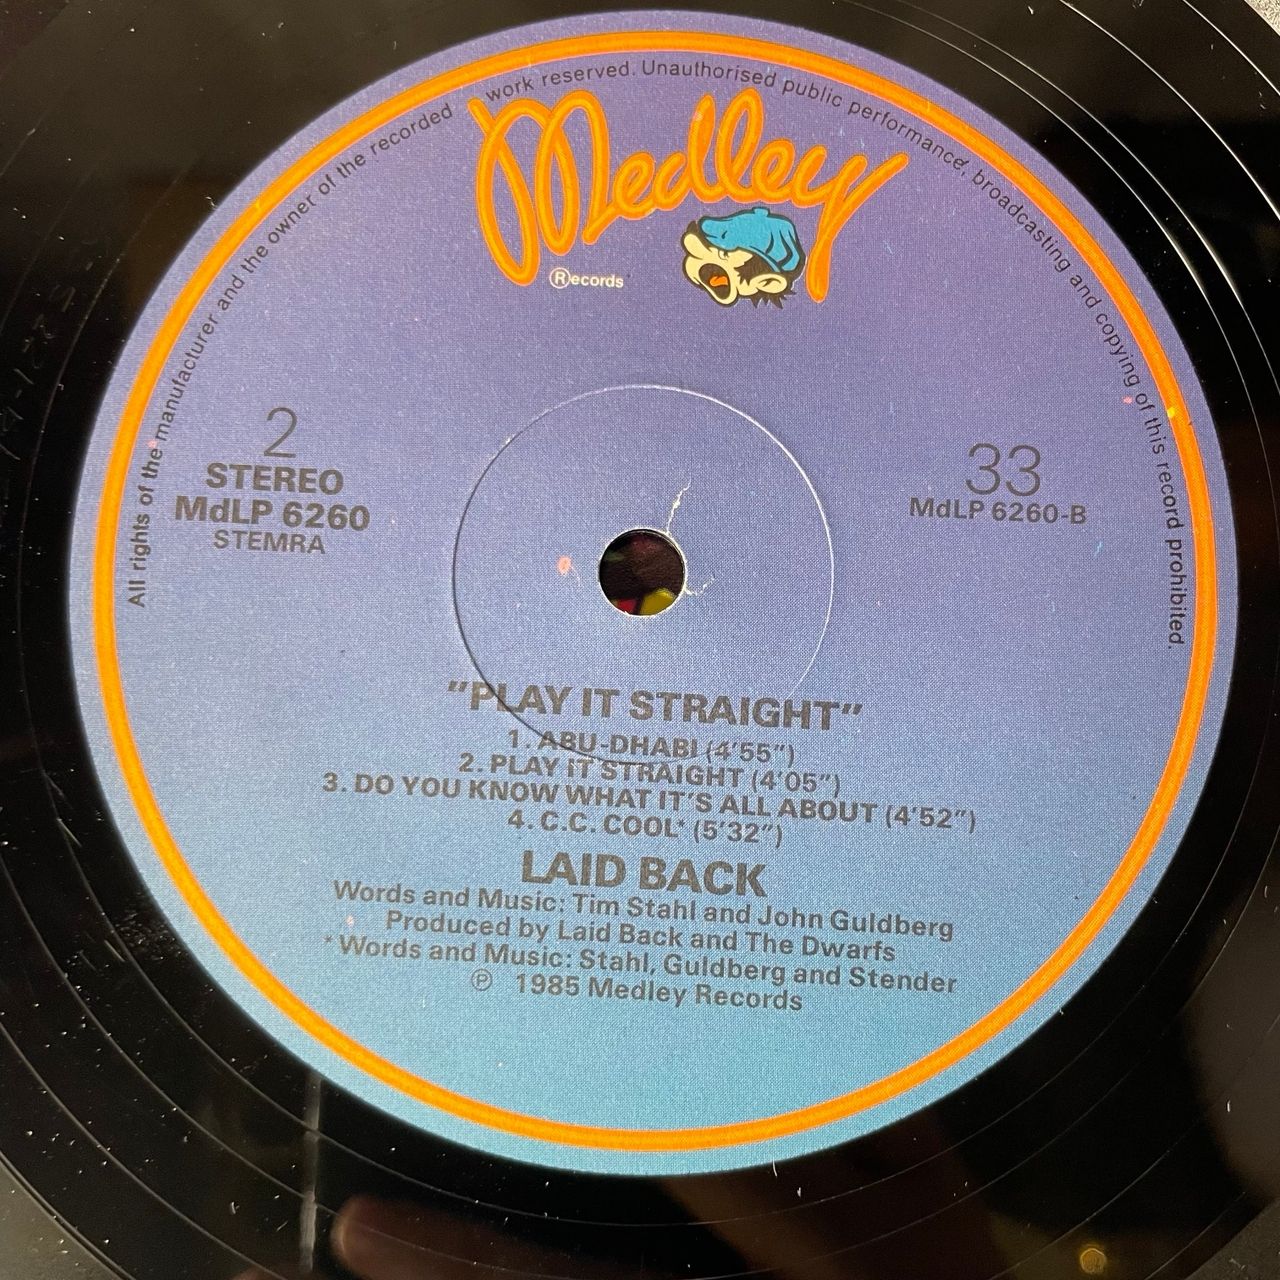 All rights of the manufacturer and the owner of the recorded work reserved. Unauthorised public performance, broadcasting and copying of this record prohibited.
Medley
Ⓡecords
2
STEREO
MdLP 6260
STEMRA
33
MdLP 6260-B
"PLAY IT STRAIGHT"
1. ABU-DHABI (4'55")
2. PLAY IT STRAIGHT (4'05")
3. DO YOU KNOW WHAT IT'S ALL ABOUT (4'52")
4. C.C. COOL* (5'32")
LAID BACK
Words and Music: Tim Stahl and John Guldberg
Produced by Laid Back and The Dwarfs
*Words and Music: Stahl, Guldberg and Stender
Ⓟ 1985 Medley Records